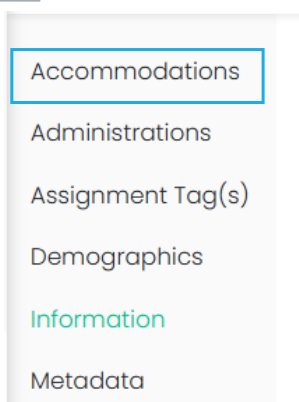 Accommodations
Administrations
Assignment Tag(s)
Demographics
Information
Metadata